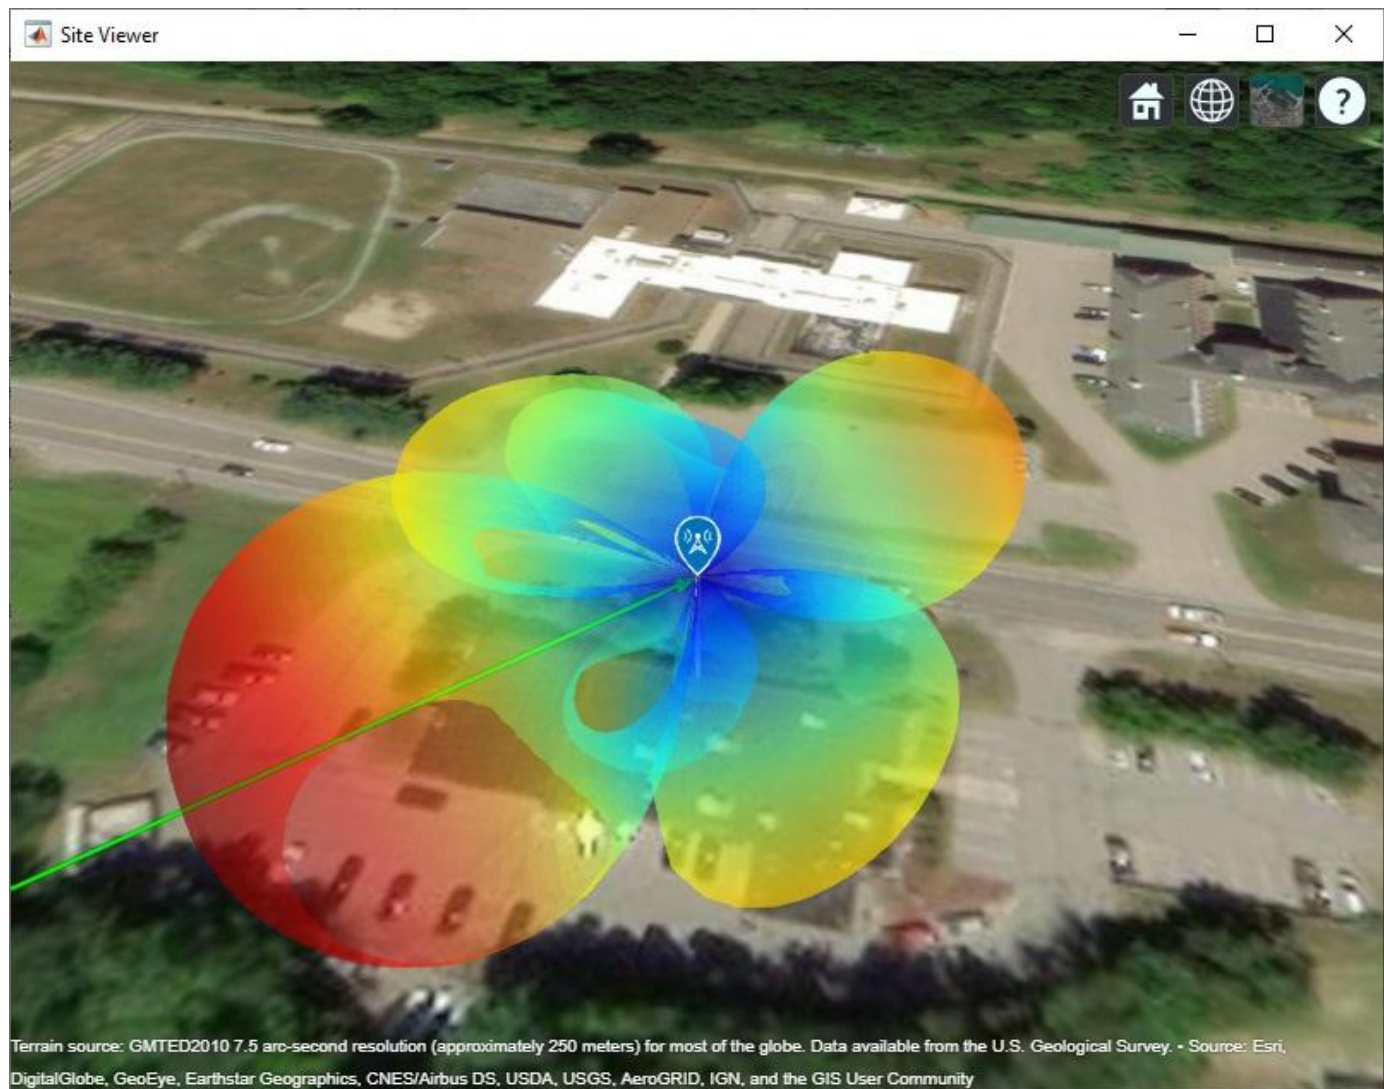 Site Viewer
?
Terrain source: GMTED2010 7.5 arc-second resolution (approximately 250 meters) for most of the globe. Data available from the U.S. Geological Survey. - Source: Esri,
DigitalGlobe, GeoEye, Earthstar Geographics, CNES/Airbus DS, USDA, USGS, AeroGRID, IGN, and the GIS User Community